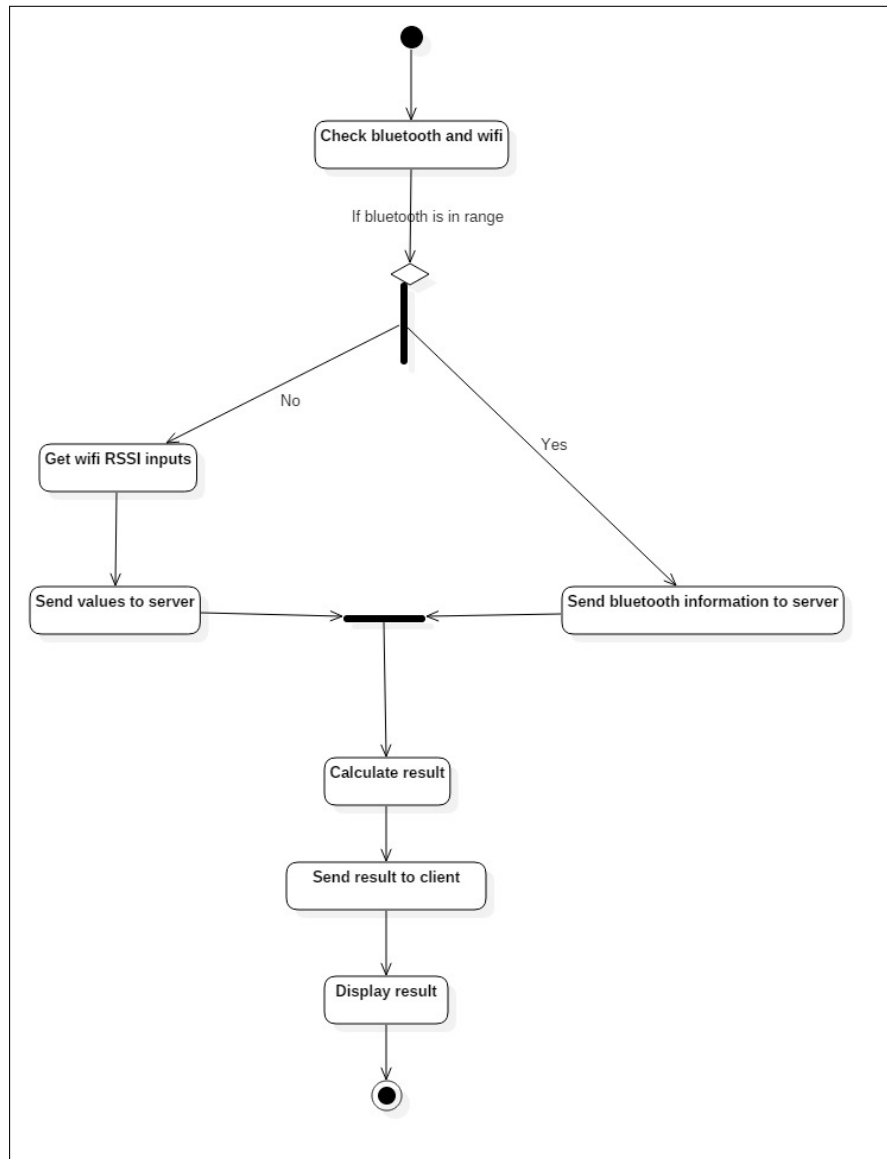 Check bluetooth and wifi
If bluetooth is in range
No
Yes
Get wifi RSSI inputs
Send values to server
Send bluetooth information to server
Calculate result
Send result to client
Display result